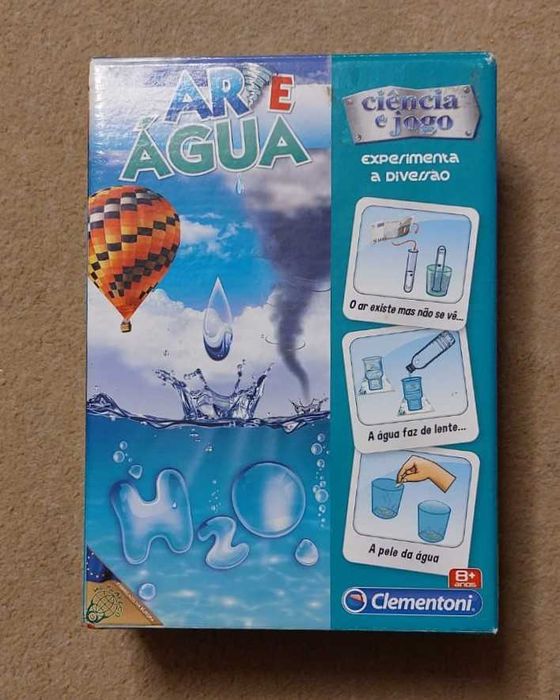 AR E
ÁGUA
ciência
e jogo
EXPERIMENTA
A DIVERSÃO
O ar existe mas não se vê...
A água faz de lente...
A pele da água
H2O
8+
anos
Clementoni